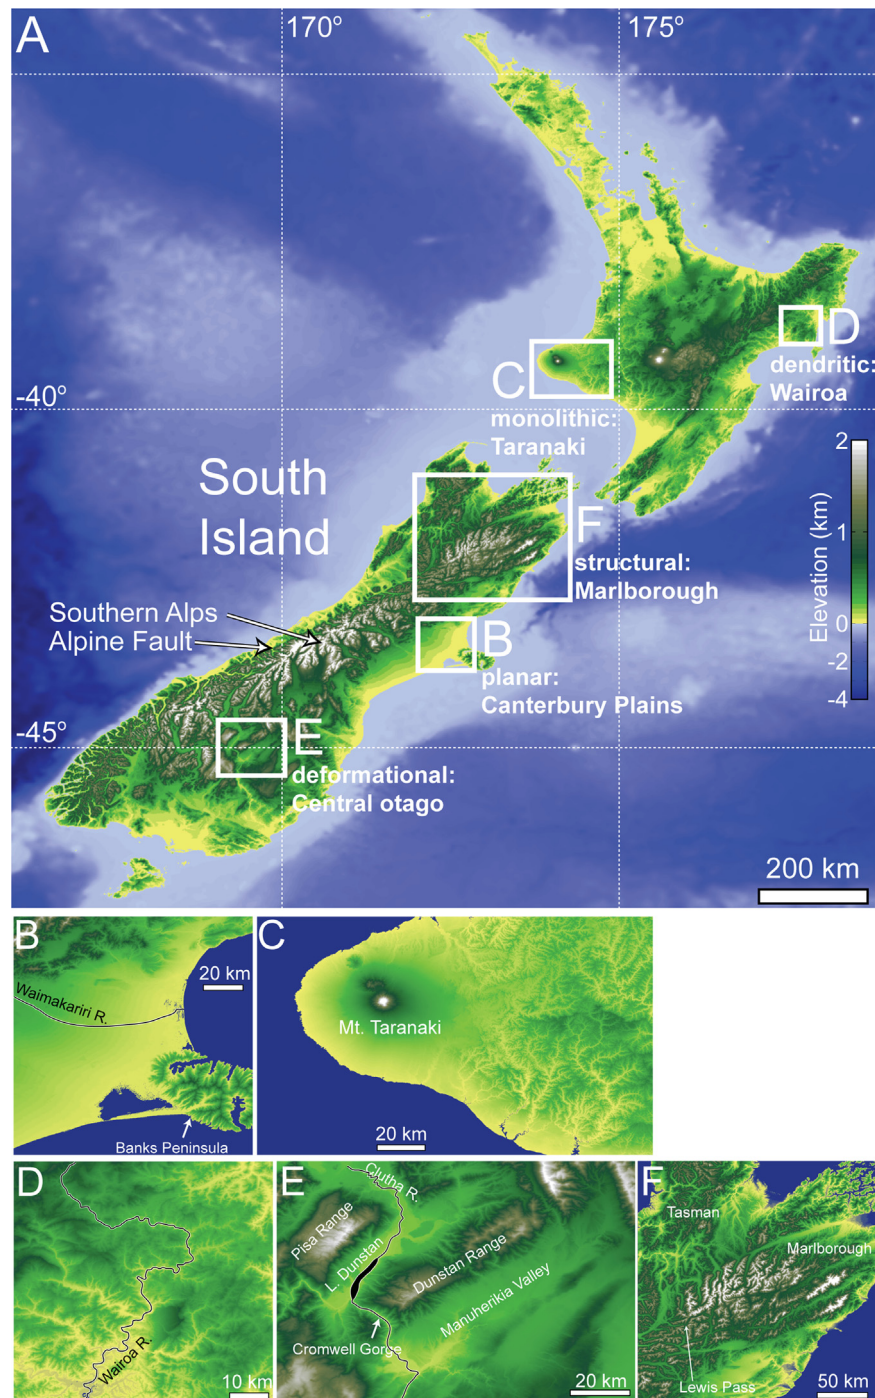 A
170°
175°
D
dendritic:
Wairoa
C
monolithic:
Taranaki
-40°
South
Island
F
structural:
Marlborough
Southern Alps
Alpine Fault
B
planar:
Canterbury Plains
-45°
E
deformational:
Central otago
Elevation (km)
2
1
0
-2
-4
200 km
B
20 km
Waimakariri R.
Banks Peninsula
C
Mt. Taranaki
20 km
D
Wairoa R.
10 km
E
Clutha R.
Pisa Range
L. Dunstan
Dunstan Range
Manuherikia Valley
Cromwell Gorge
20 km
F
Tasman
Marlborough
Lewis Pass
50 km